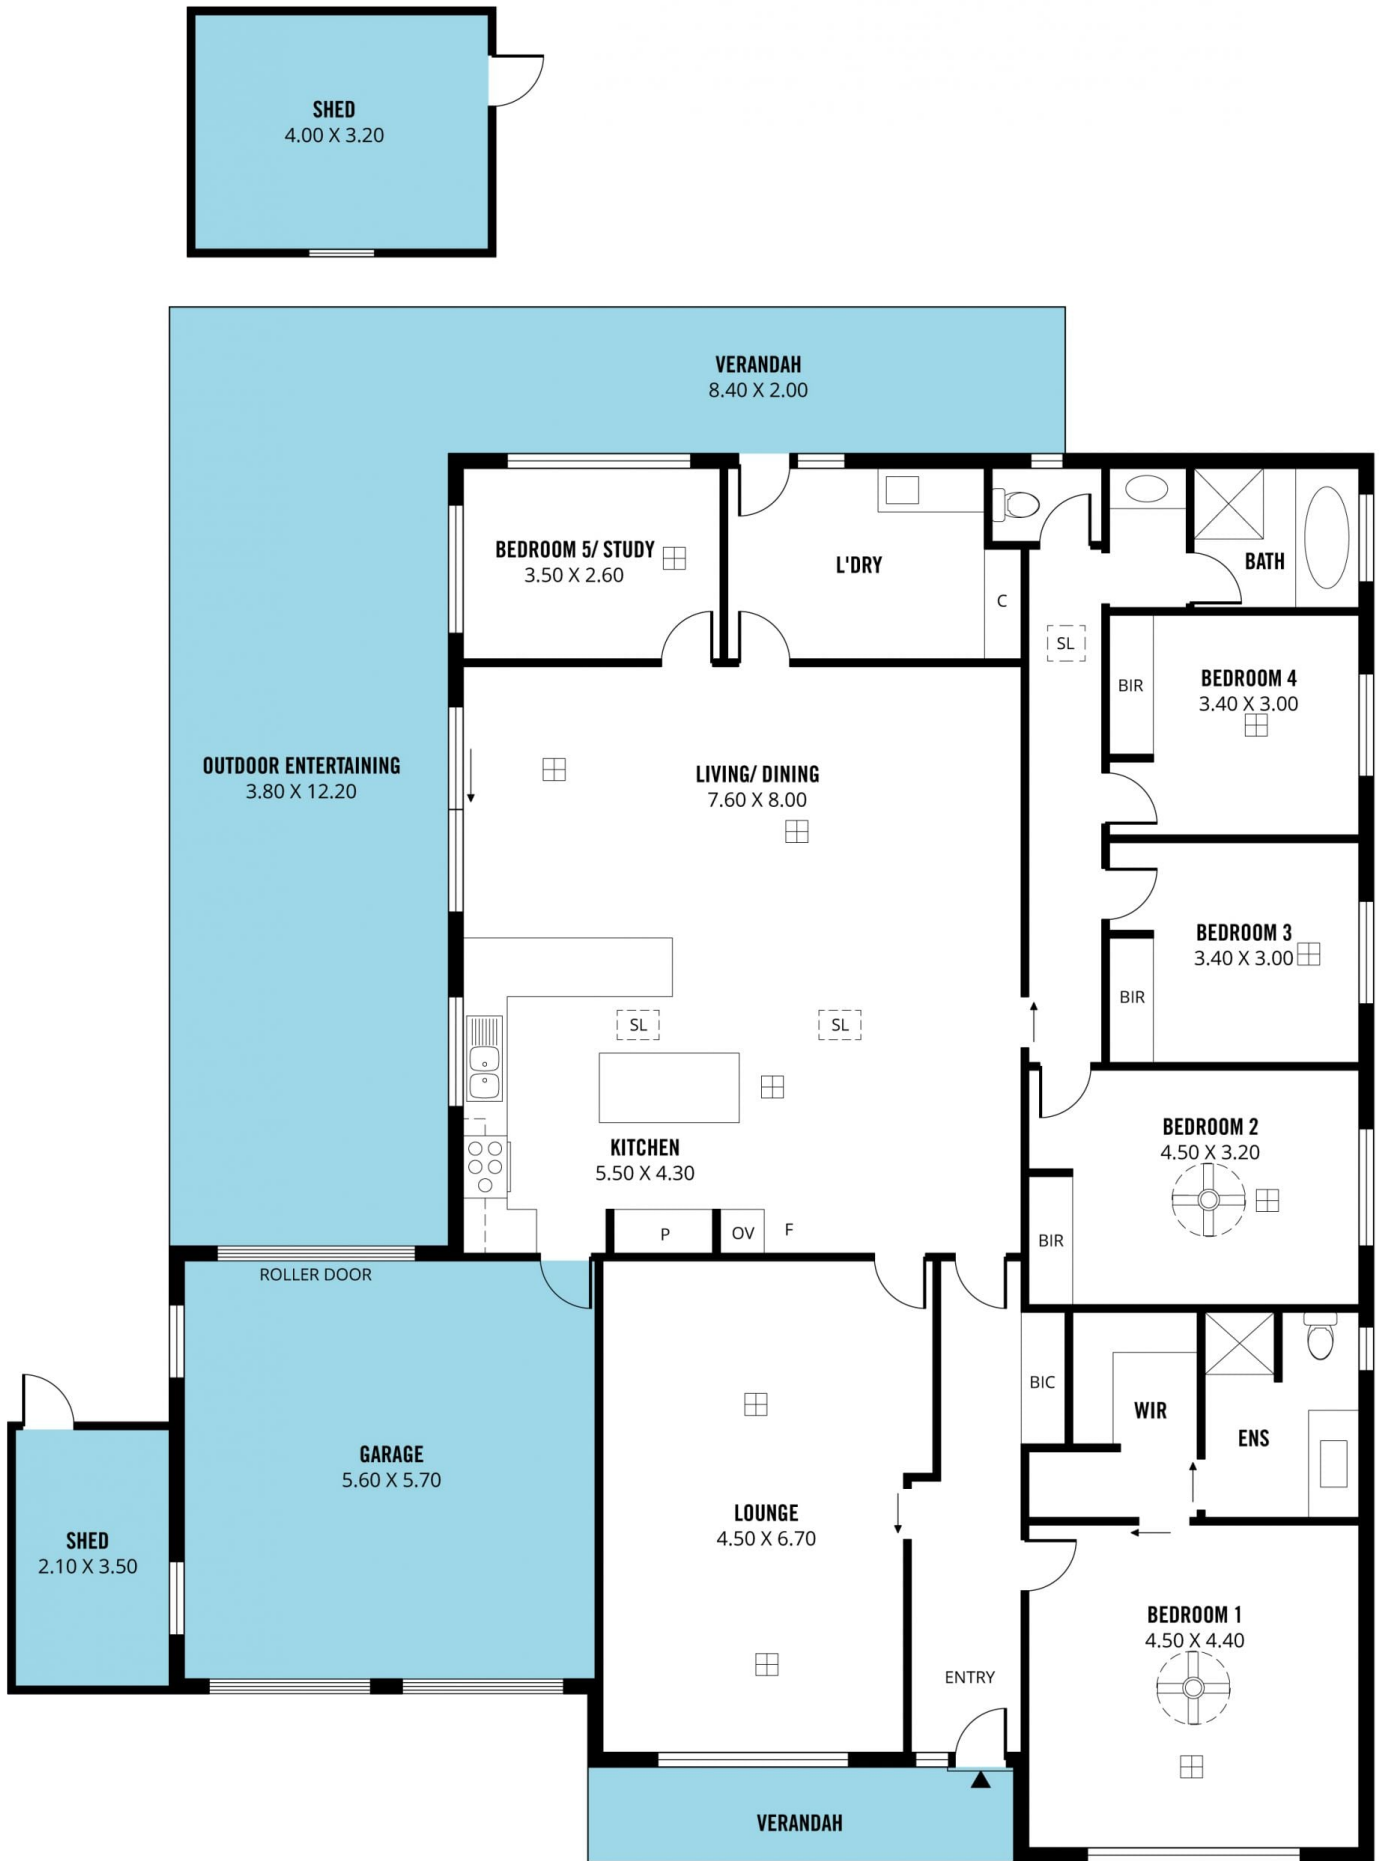 SHED
4.00 X 3.20
VERANDAH
8.40 X 2.00
BEDROOM 5/ STUDY
3.50 X 2.60
L'DRY
C
BATH
SL
BIR
BEDROOM 4
3.40 X 3.00
OUTDOOR ENTERTAINING
3.80 X 12.20
LIVING/ DINING
7.60 X 8.00
BEDROOM 3
3.40 X 3.00
BIR
SL
SL
KITCHEN
5.50 X 4.30
BEDROOM 2
4.50 X 3.20
P
OV
F
BIR
ROLLER DOOR
BIC
WIR
ENS
GARAGE
5.60 X 5.70
LOUNGE
4.50 X 6.70
SHED
2.10 X 3.50
BEDROOM 1
4.50 X 4.40
ENTRY
VERANDAH